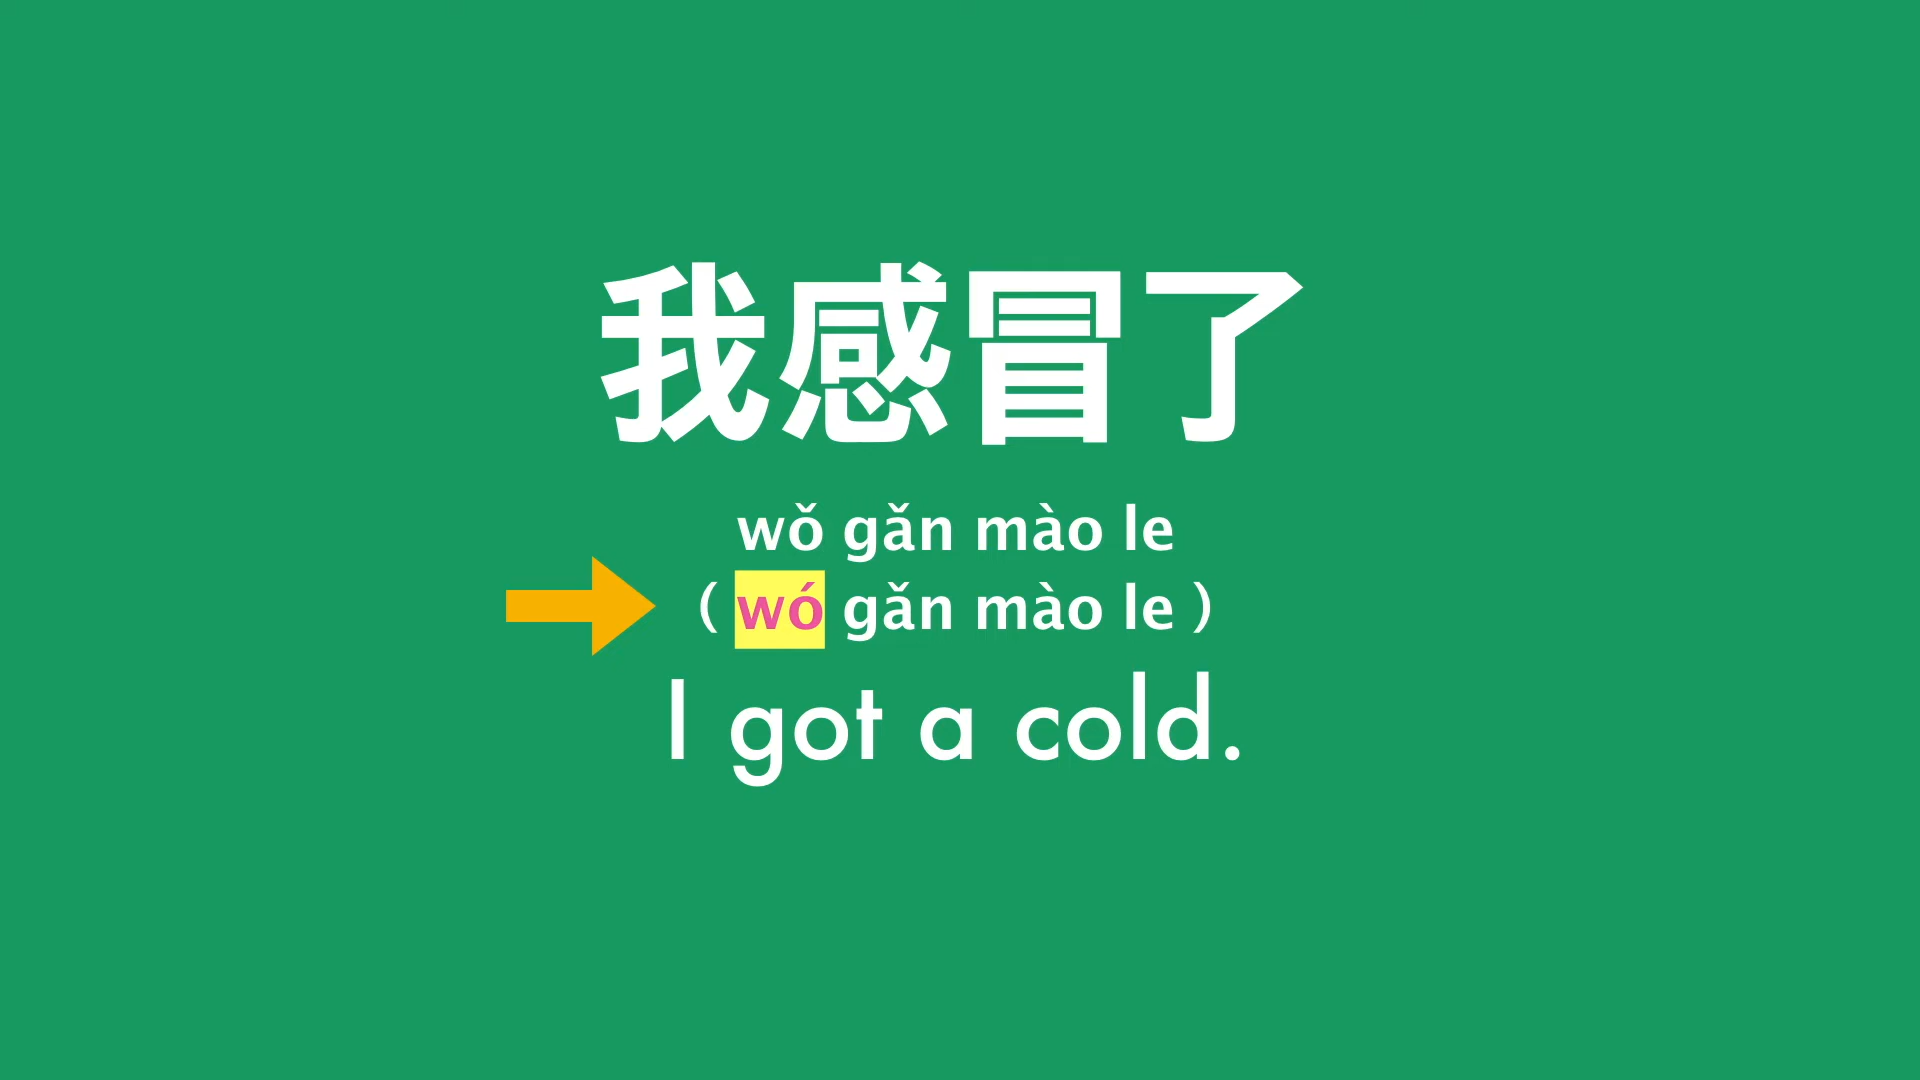 我感冒了
wǒ gǎn mào le
( wó gǎn mào le )
I got a cold.